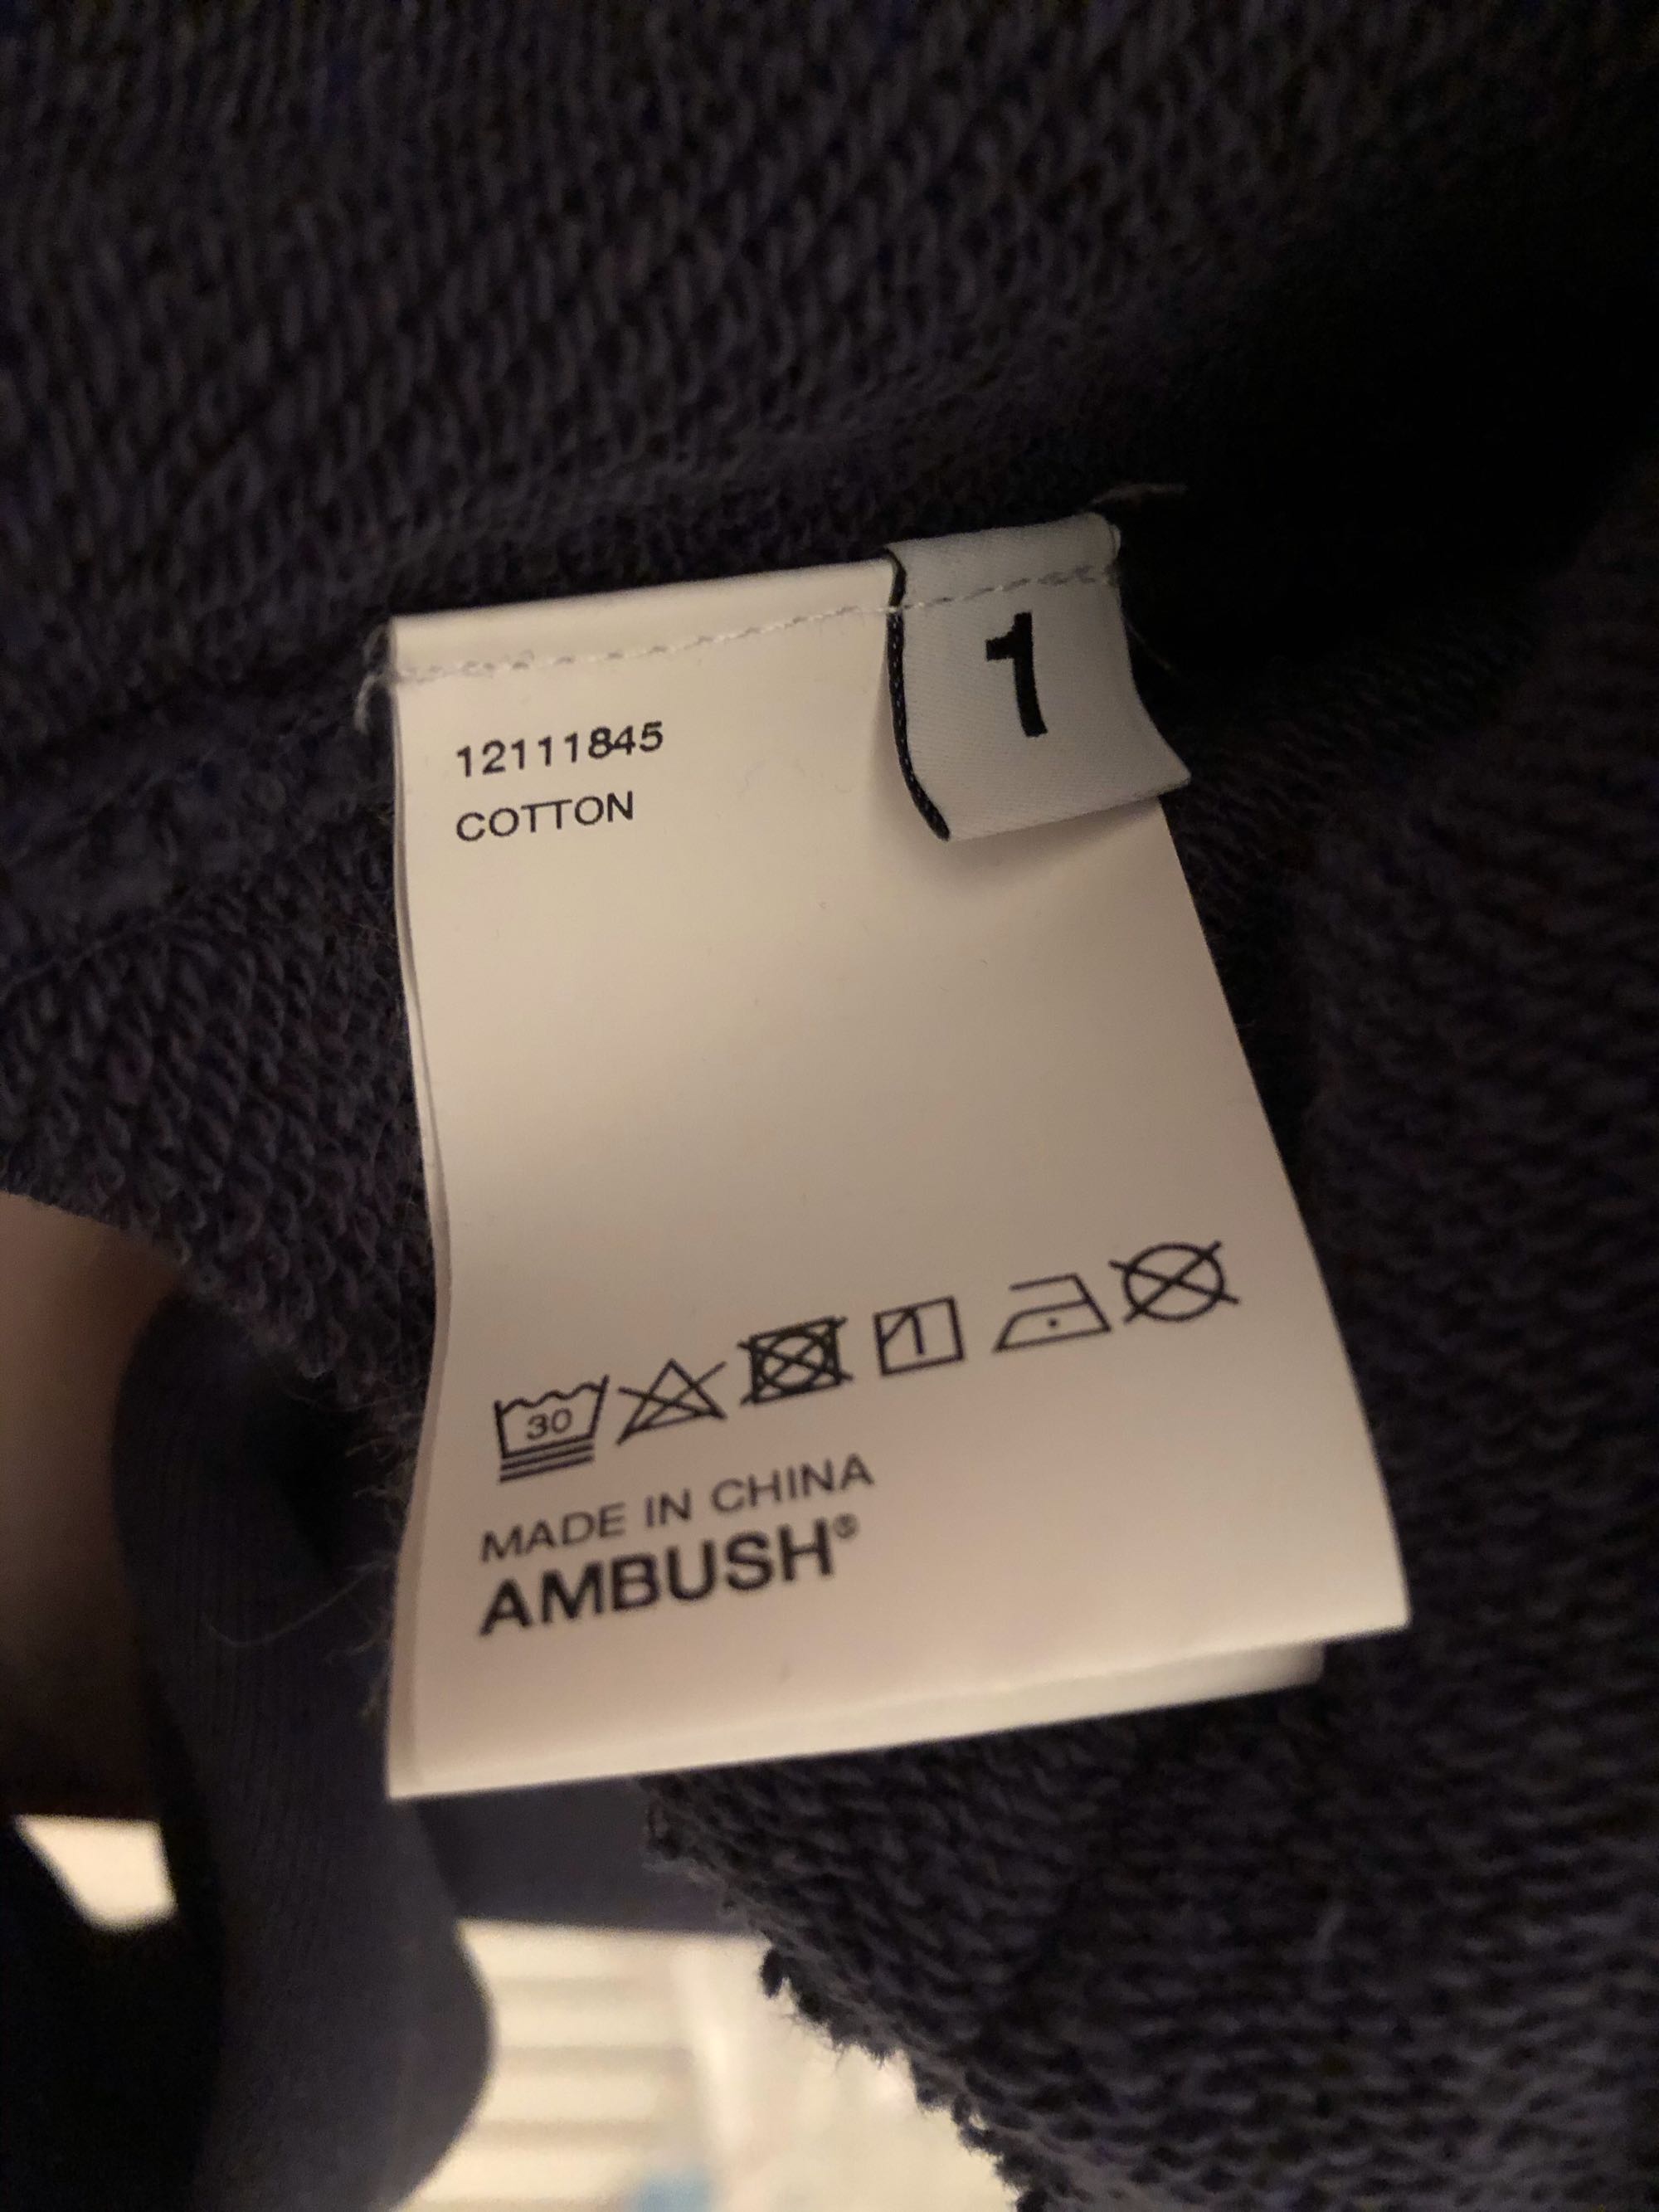 1
12111845
COTTON
30
MADE IN CHINA
AMBUSH®